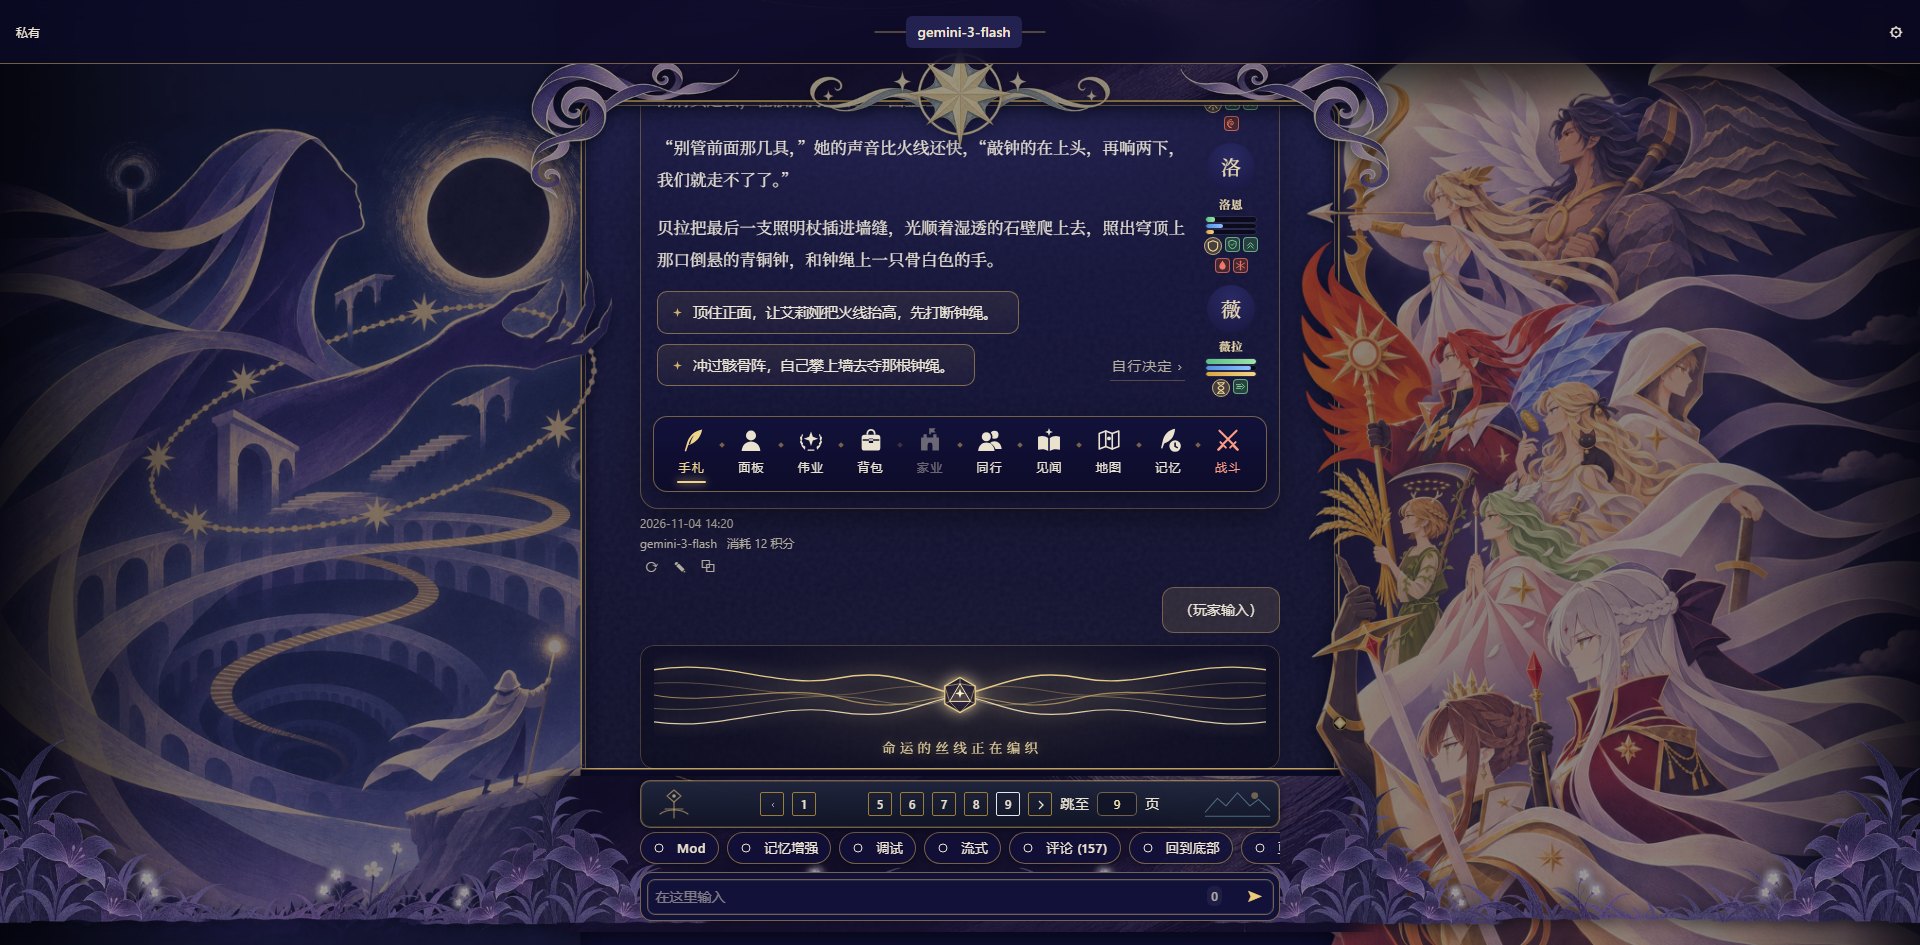 私有
gemini-3-flash
“别管前面那几具，”她的声音比火线还快，“敲钟的在上头，再响两下，
我们就走不了了。”
贝拉把最后一支照明杖插进墙缝，光顺着湿透的石壁爬上去，照出穹顶上
那口倒悬的青铜钟，和钟绳上一只骨白色的手。
洛
洛恩
薇
薇拉
顶住正面，让艾莉娅把火线抬高，先打断钟绳。
冲过骸骨阵，自己攀上墙去夺那根钟绳。
自行决定 ›
手札 面板 伟业 背包 家业 同行 见闻 地图 记忆 战斗
2026-11-04 14:20
gemini-3-flash 消耗 12 积分
（玩家输入）
命运的丝线正在编织
‹ 1 5 6 7 8 9 › 跳至 9 页
Mod 记忆增强 调试 流式 评论 (157) 回到底部
在这里输入 0